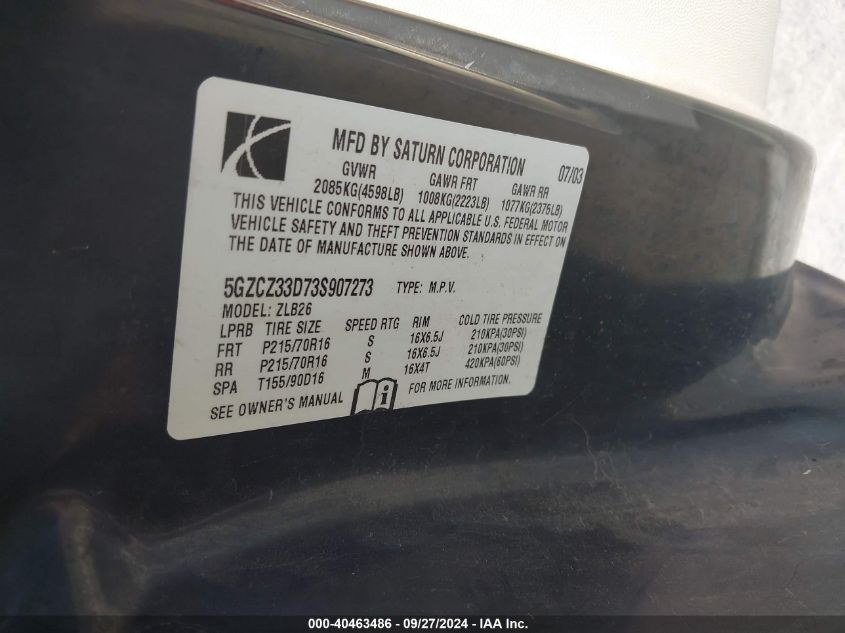 MFD BY SATURN CORPORATION 07/03
GVWR GAWR FRT GAWR RR
2085KG(4598LB) 1008KG(2223LB) 1077KG(2375LB)
THIS VEHICLE CONFORMS TO ALL APPLICABLE U.S. FEDERAL MOTOR
VEHICLE SAFETY AND THEFT PREVENTION STANDARDS IN EFFECT ON
THE DATE OF MANUFACTURE SHOWN ABOVE.
5GZCZ33D73S907273 TYPE: M.P.V.
MODEL: ZLB26
LPRB TIRE SIZE SPEED RTG RIM COLD TIRE PRESSURE
FRT P215/70R16 S 16X6.5J 210KPA(30PSI)
RR P215/70R16 S 16X6.5J 210KPA(30PSI)
SPA T155/90D16 M 16X4T 420KPA(60PSI)
SEE OWNER'S MANUAL i FOR MORE INFORMATION.
000-40463486 - 09/27/2024 - IAA Inc.